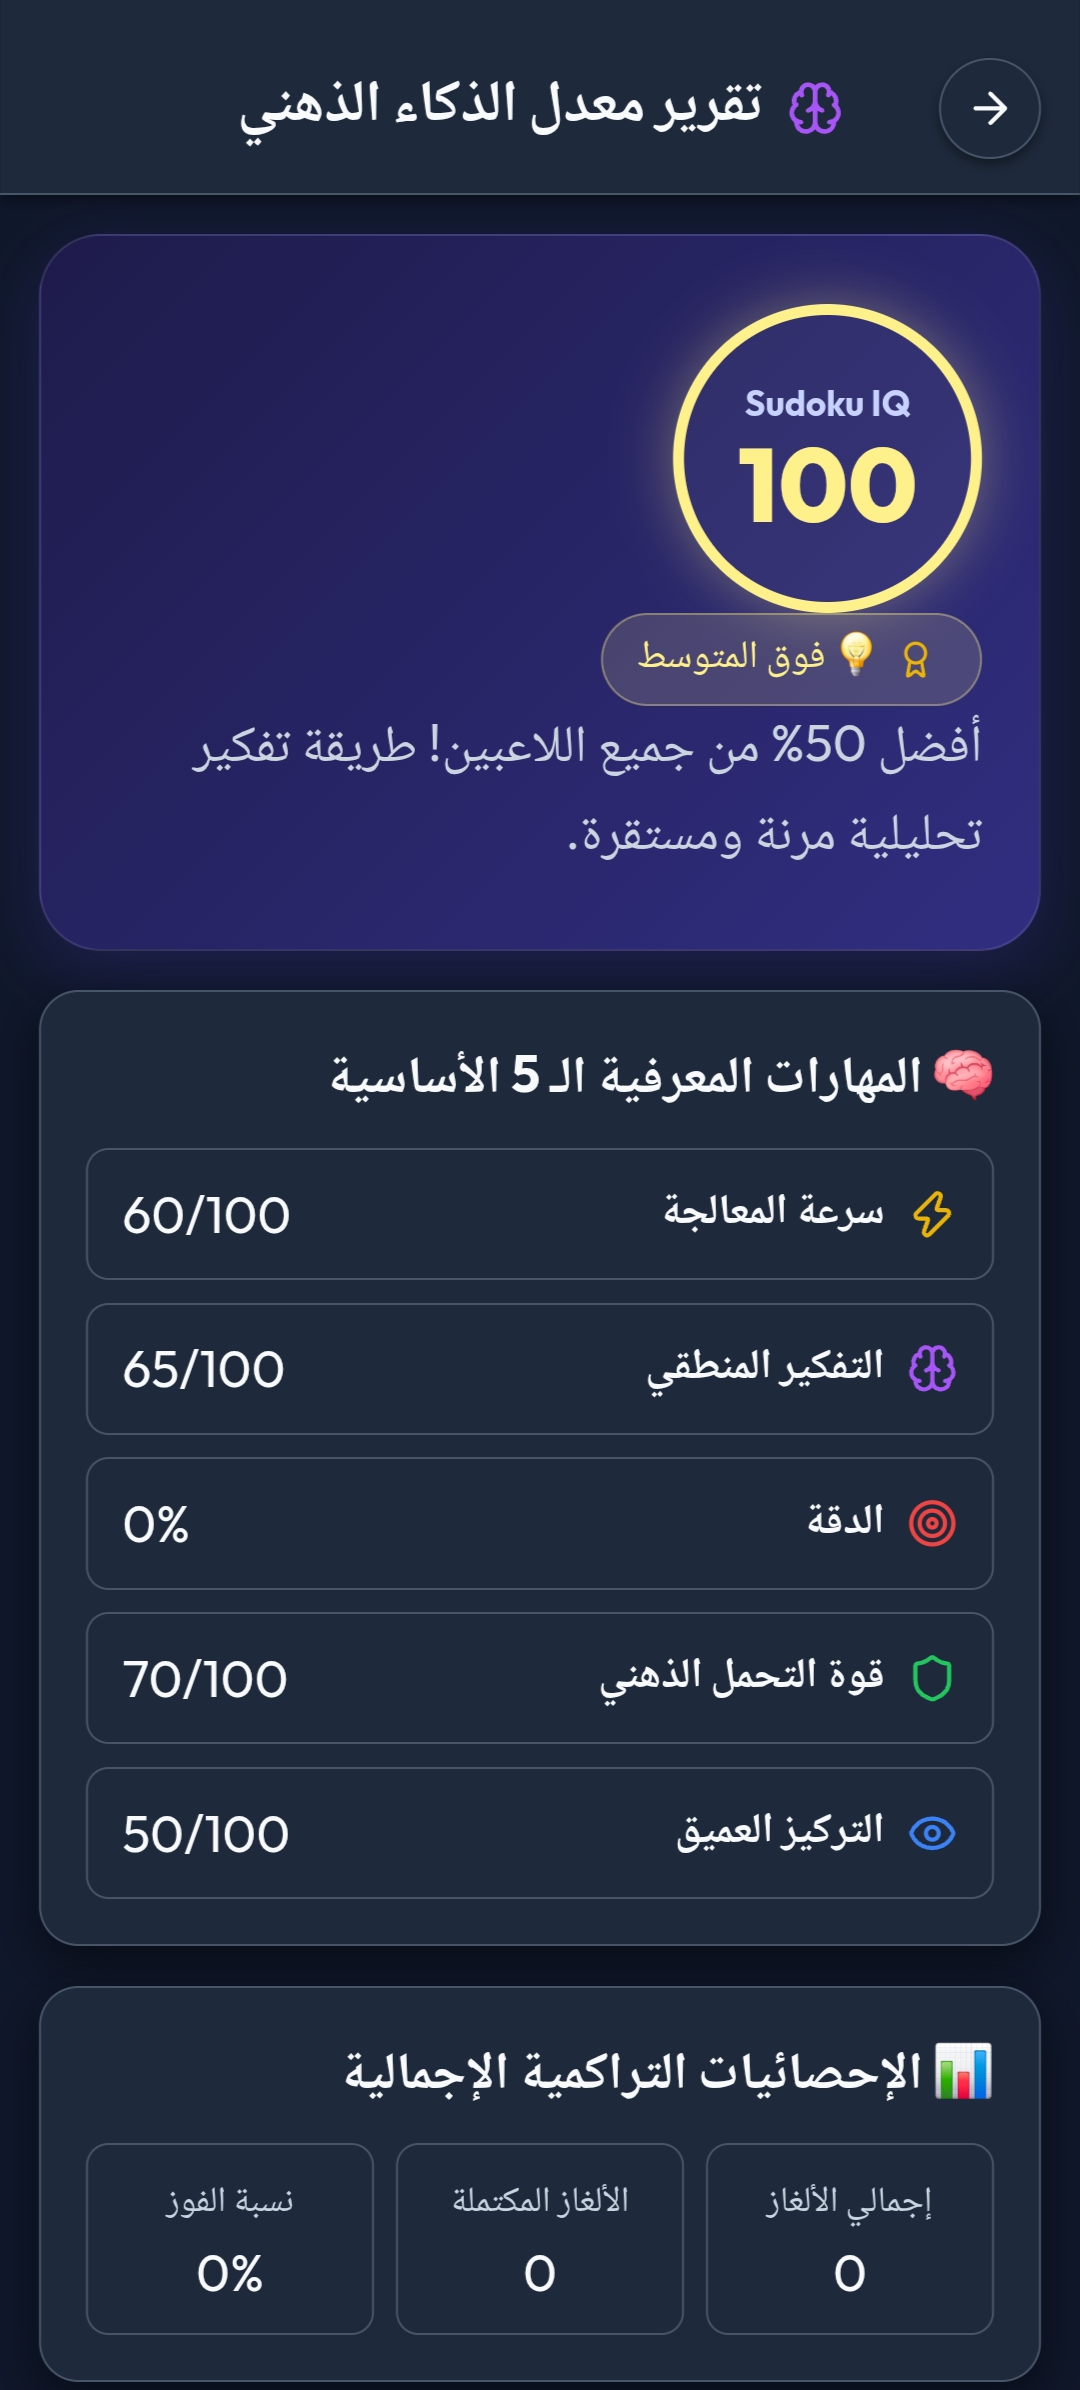 تقرير معدل الذكاء الذهني
Sudoku IQ
100
💡 فوق المتوسط
أفضل 50% من جميع اللاعبين! طريقة تفكير
تحليلية مرنة ومستقرة.
🧠 المهارات المعرفية الـ 5 الأساسية
سرعة المعالجة 60/100
التفكير المنطقي 65/100
الدقة 0%
قوة التحمل الذهني 70/100
التركيز العميق 50/100
📊 الإحصائيات التراكمية الإجمالية
إجمالي الألغاز
0
الألغاز المكتملة
0
نسبة الفوز
0%